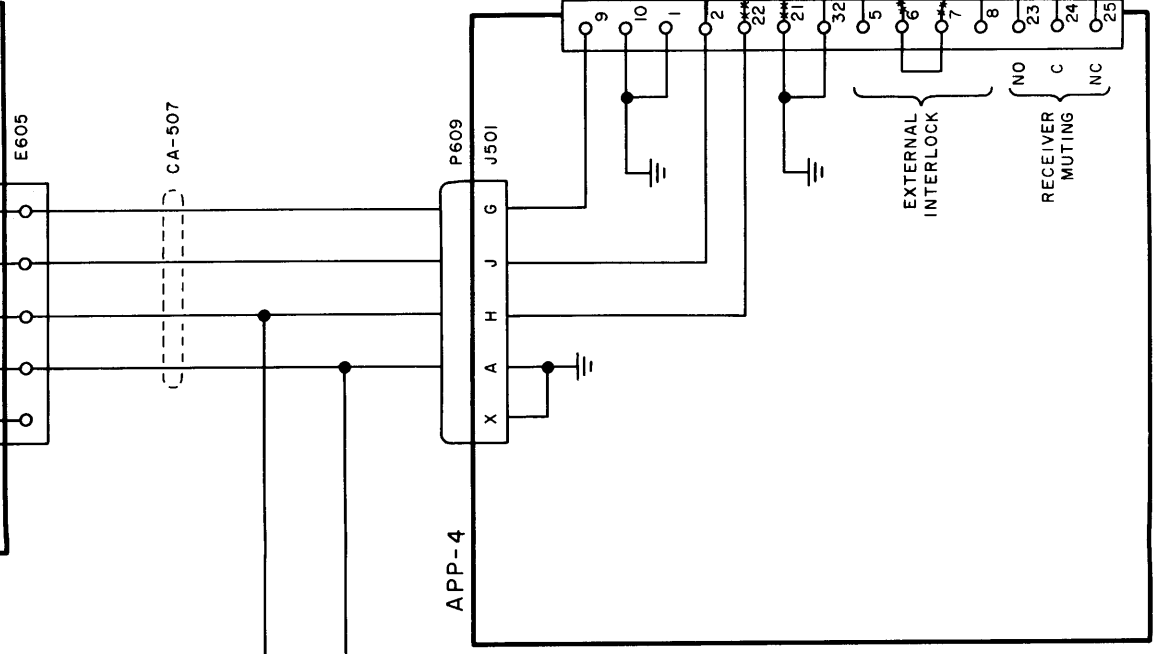 9
10
1
2
22
21
32
5
6
7
8
23
24
25
NO
C
NC
EXTERNAL
INTERLOCK
RECEIVER
MUTING
E605
CA-507
P609
J501
G
J
H
A
X
APP-4